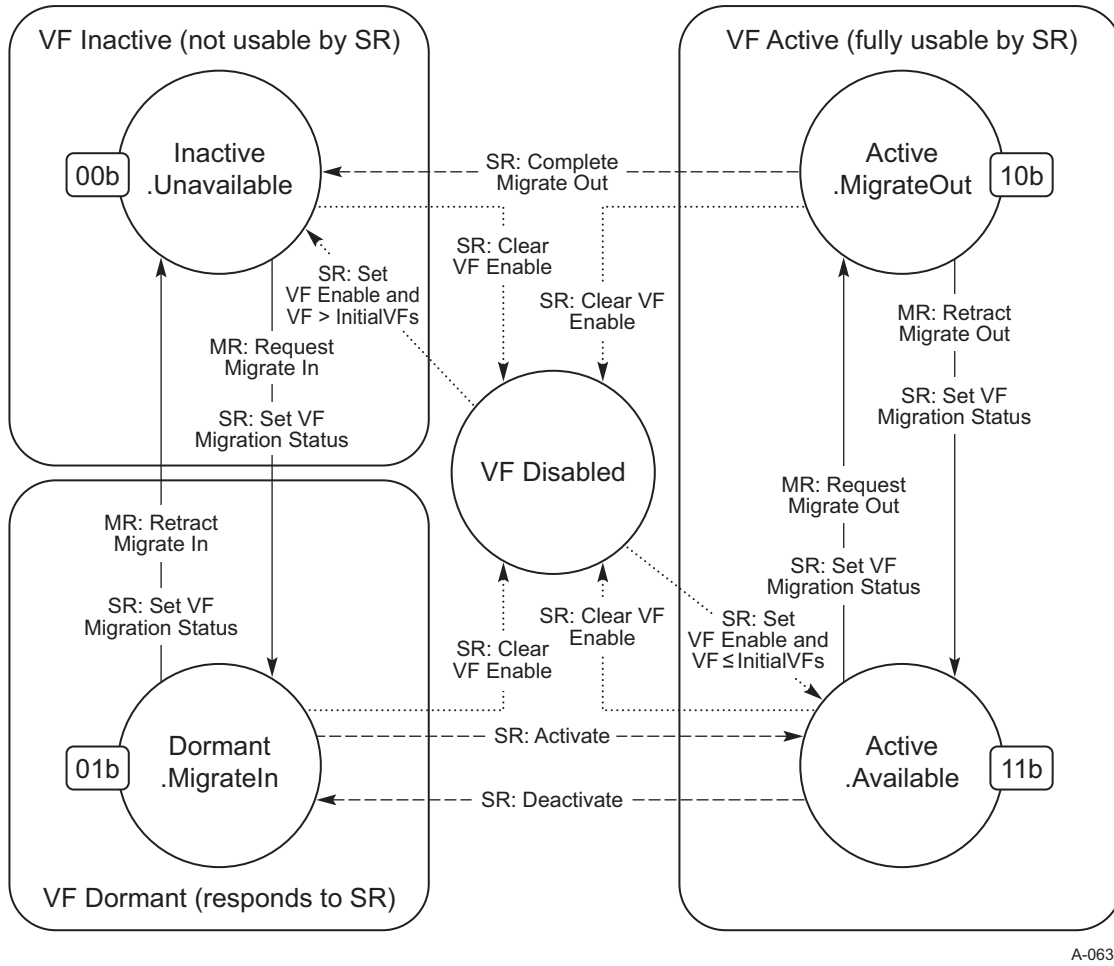 VF Inactive (not usable by SR)
VF Active (fully usable by SR)
Inactive
.Unavailable
00b
SR: Complete
Migrate Out
Active
.MigrateOut
10b
SR: Clear
VF Enable
SR: Set
VF Enable and
VF > InitialVFs
SR: Clear VF
Enable
MR: Retract
Migrate Out
MR: Request
Migrate In
SR: Set VF
Migration Status
SR: Set VF
Migration Status
VF Disabled
MR: Request
Migrate Out
MR: Retract
Migrate In
SR: Set VF
Migration Status
SR: Set VF
Migration Status
SR: Clear
VF Enable
SR: Clear VF
Enable
SR: Set
VF Enable and
VF ≤ InitialVFs
Dormant
.MigrateIn
01b
SR: Activate
SR: Deactivate
Active
.Available
11b
VF Dormant (responds to SR)
A-063